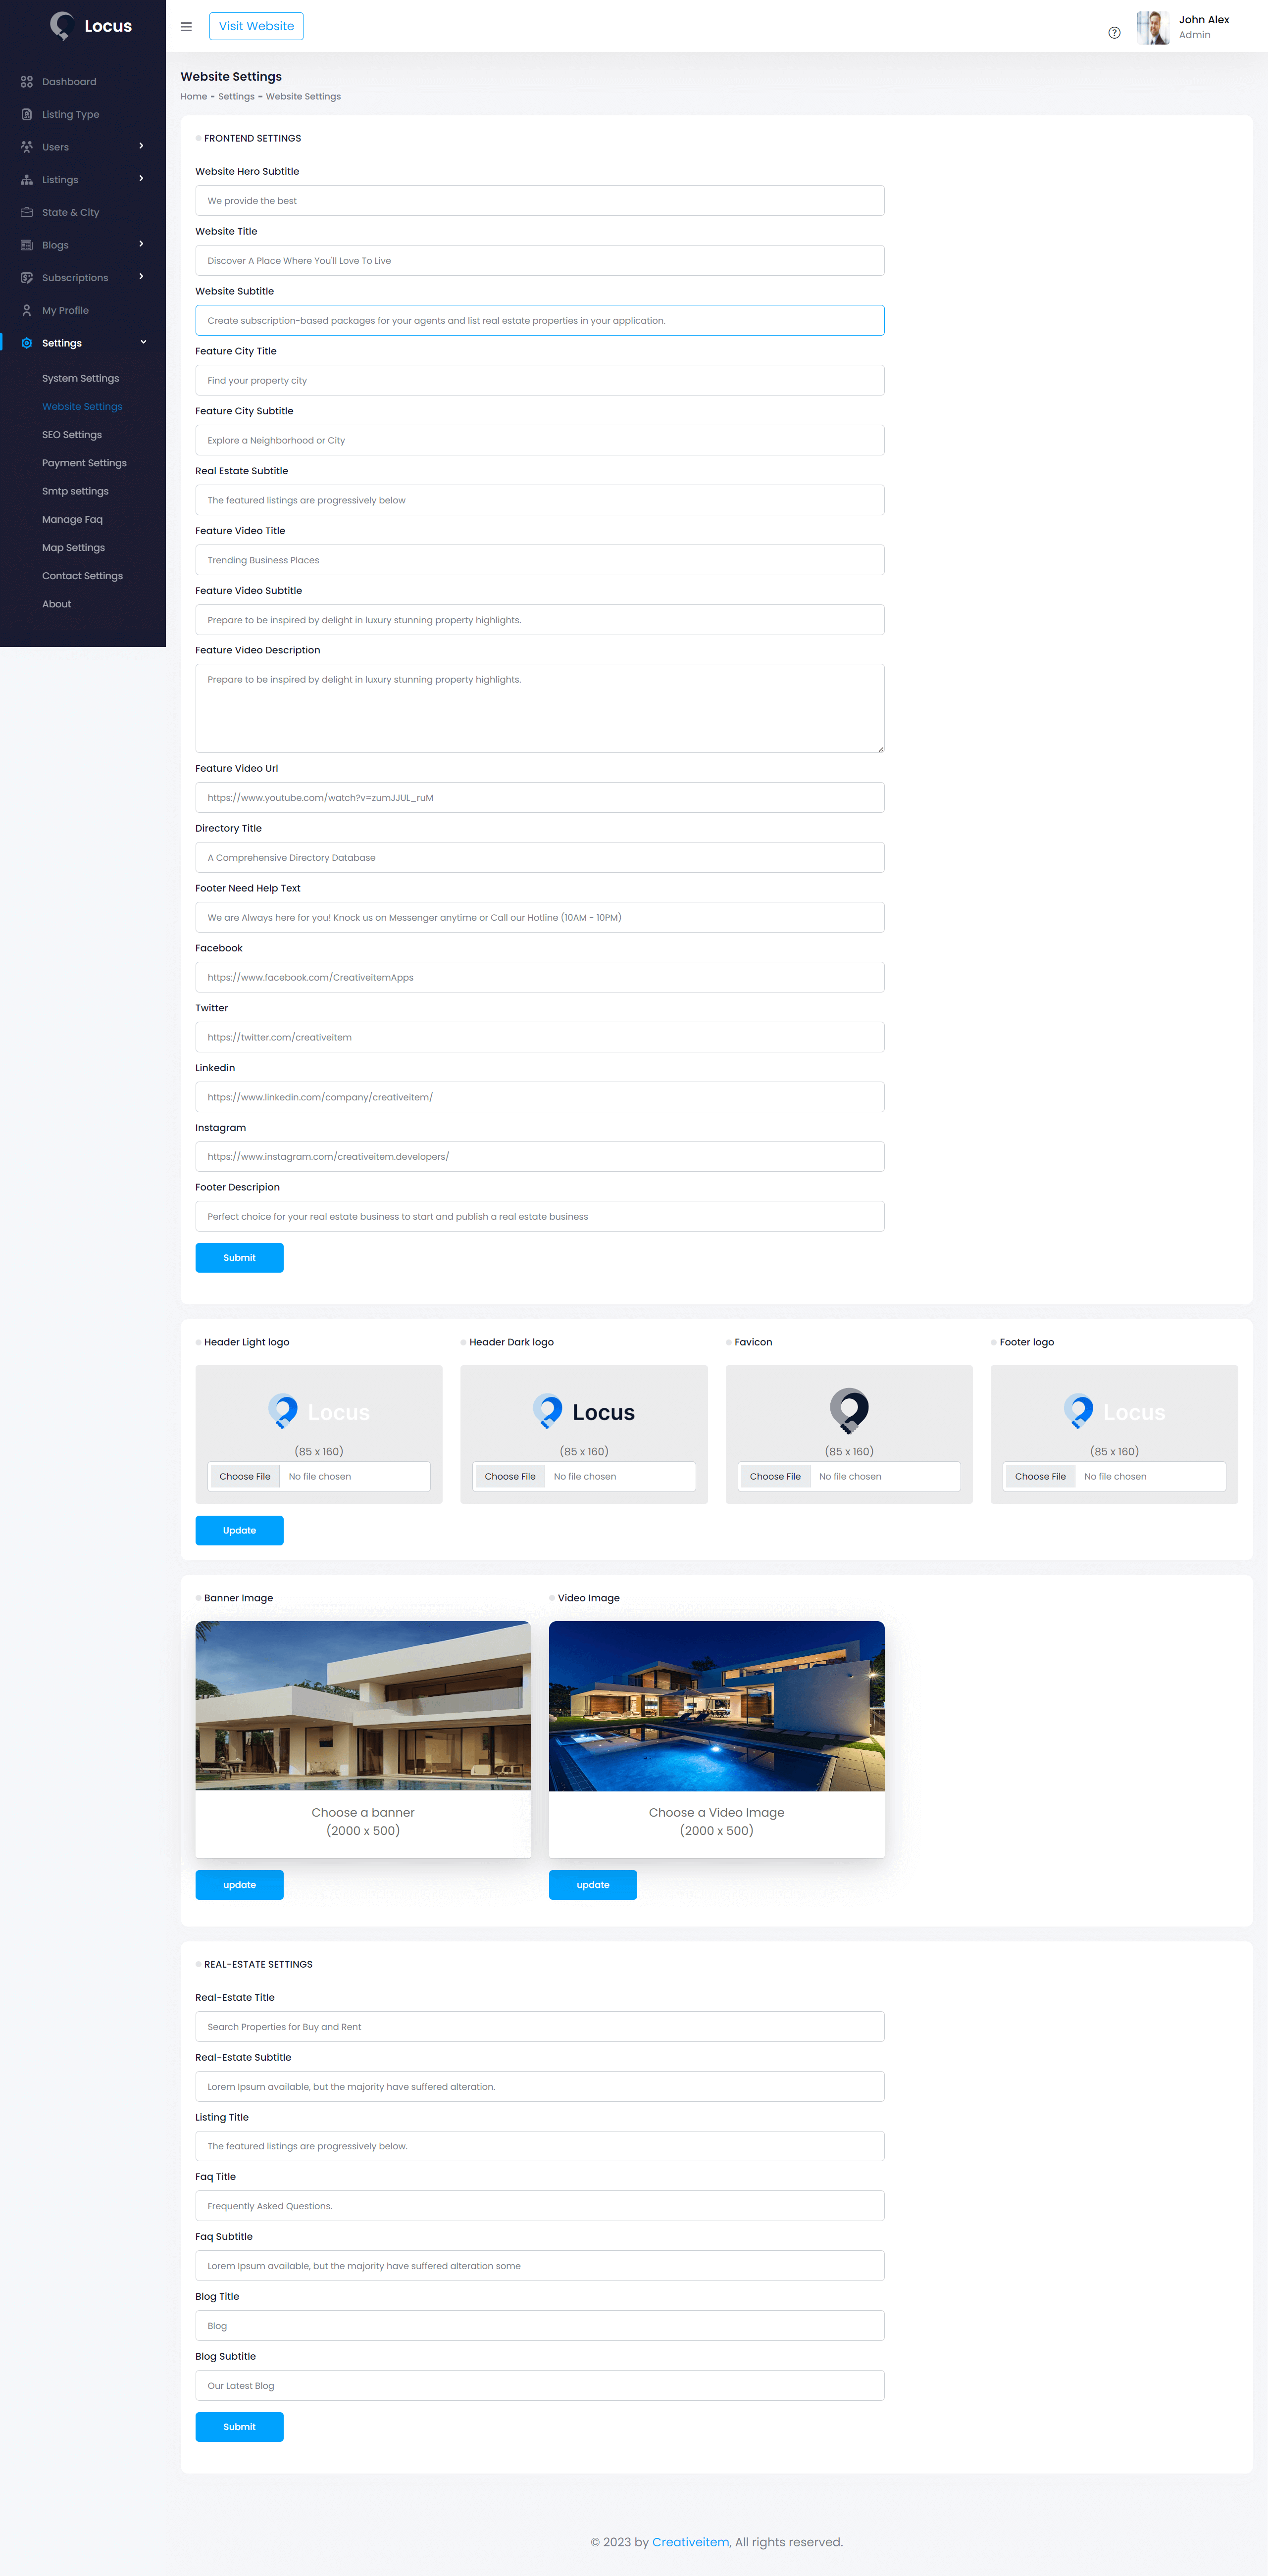 Locus
Visit Website
John Alex
Admin
Dashboard
Listing Type
Users
Listings
State & City
Blogs
Subscriptions
My Profile
Settings
System Settings
Website Settings
SEO Settings
Payment Settings
Smtp settings
Manage Faq
Map Settings
Contact Settings
About
Website Settings
Home - Settings - Website Settings
FRONTEND SETTINGS
Website Hero Subtitle
We provide the best
Website Title
Discover A Place Where You'll Love To Live
Website Subtitle
Create subscription-based packages for your agents and list real estate properties in your application.
Feature City Title
Find your property city
Feature City Subtitle
Explore a Neighborhood or City
Real Estate Subtitle
The featured listings are progressively below
Feature Video Title
Trending Business Places
Feature Video Subtitle
Prepare to be inspired by delight in luxury stunning property highlights.
Feature Video Description
Prepare to be inspired by delight in luxury stunning property highlights.
Feature Video Url
https://www.youtube.com/watch?v=zumJJUL_ruM
Directory Title
A Comprehensive Directory Database
Footer Need Help Text
We are Always here for you! Knock us on Messenger anytime or Call our Hotline (10AM - 10PM)
Facebook
https://www.facebook.com/CreativeitemApps
Twitter
https://twitter.com/creativeitem
Linkedin
https://www.linkedin.com/company/creativeitem/
Instagram
https://www.instagram.com/creativeitem.developers/
Footer Descripion
Perfect choice for your real estate business to start and publish a real estate business
Submit
Header Light logo
Locus
(85 x 160)
Choose File No file chosen
Header Dark logo
Locus
(85 x 160)
Choose File No file chosen
Favicon
(85 x 160)
Choose File No file chosen
Footer logo
Locus
(85 x 160)
Choose File No file chosen
Update
Banner Image
Choose a banner
(2000 x 500)
update
Video Image
Choose a Video Image
(2000 x 500)
update
REAL-ESTATE SETTINGS
Real-Estate Title
Search Properties for Buy and Rent
Real-Estate Subtitle
Lorem Ipsum available, but the majority have suffered alteration.
Listing Title
The featured listings are progressively below.
Faq Title
Frequently Asked Questions.
Faq Subtitle
Lorem Ipsum available, but the majority have suffered alteration some
Blog Title
Blog
Blog Subtitle
Our Latest Blog
Submit
© 2023 by Creativeitem, All rights reserved.